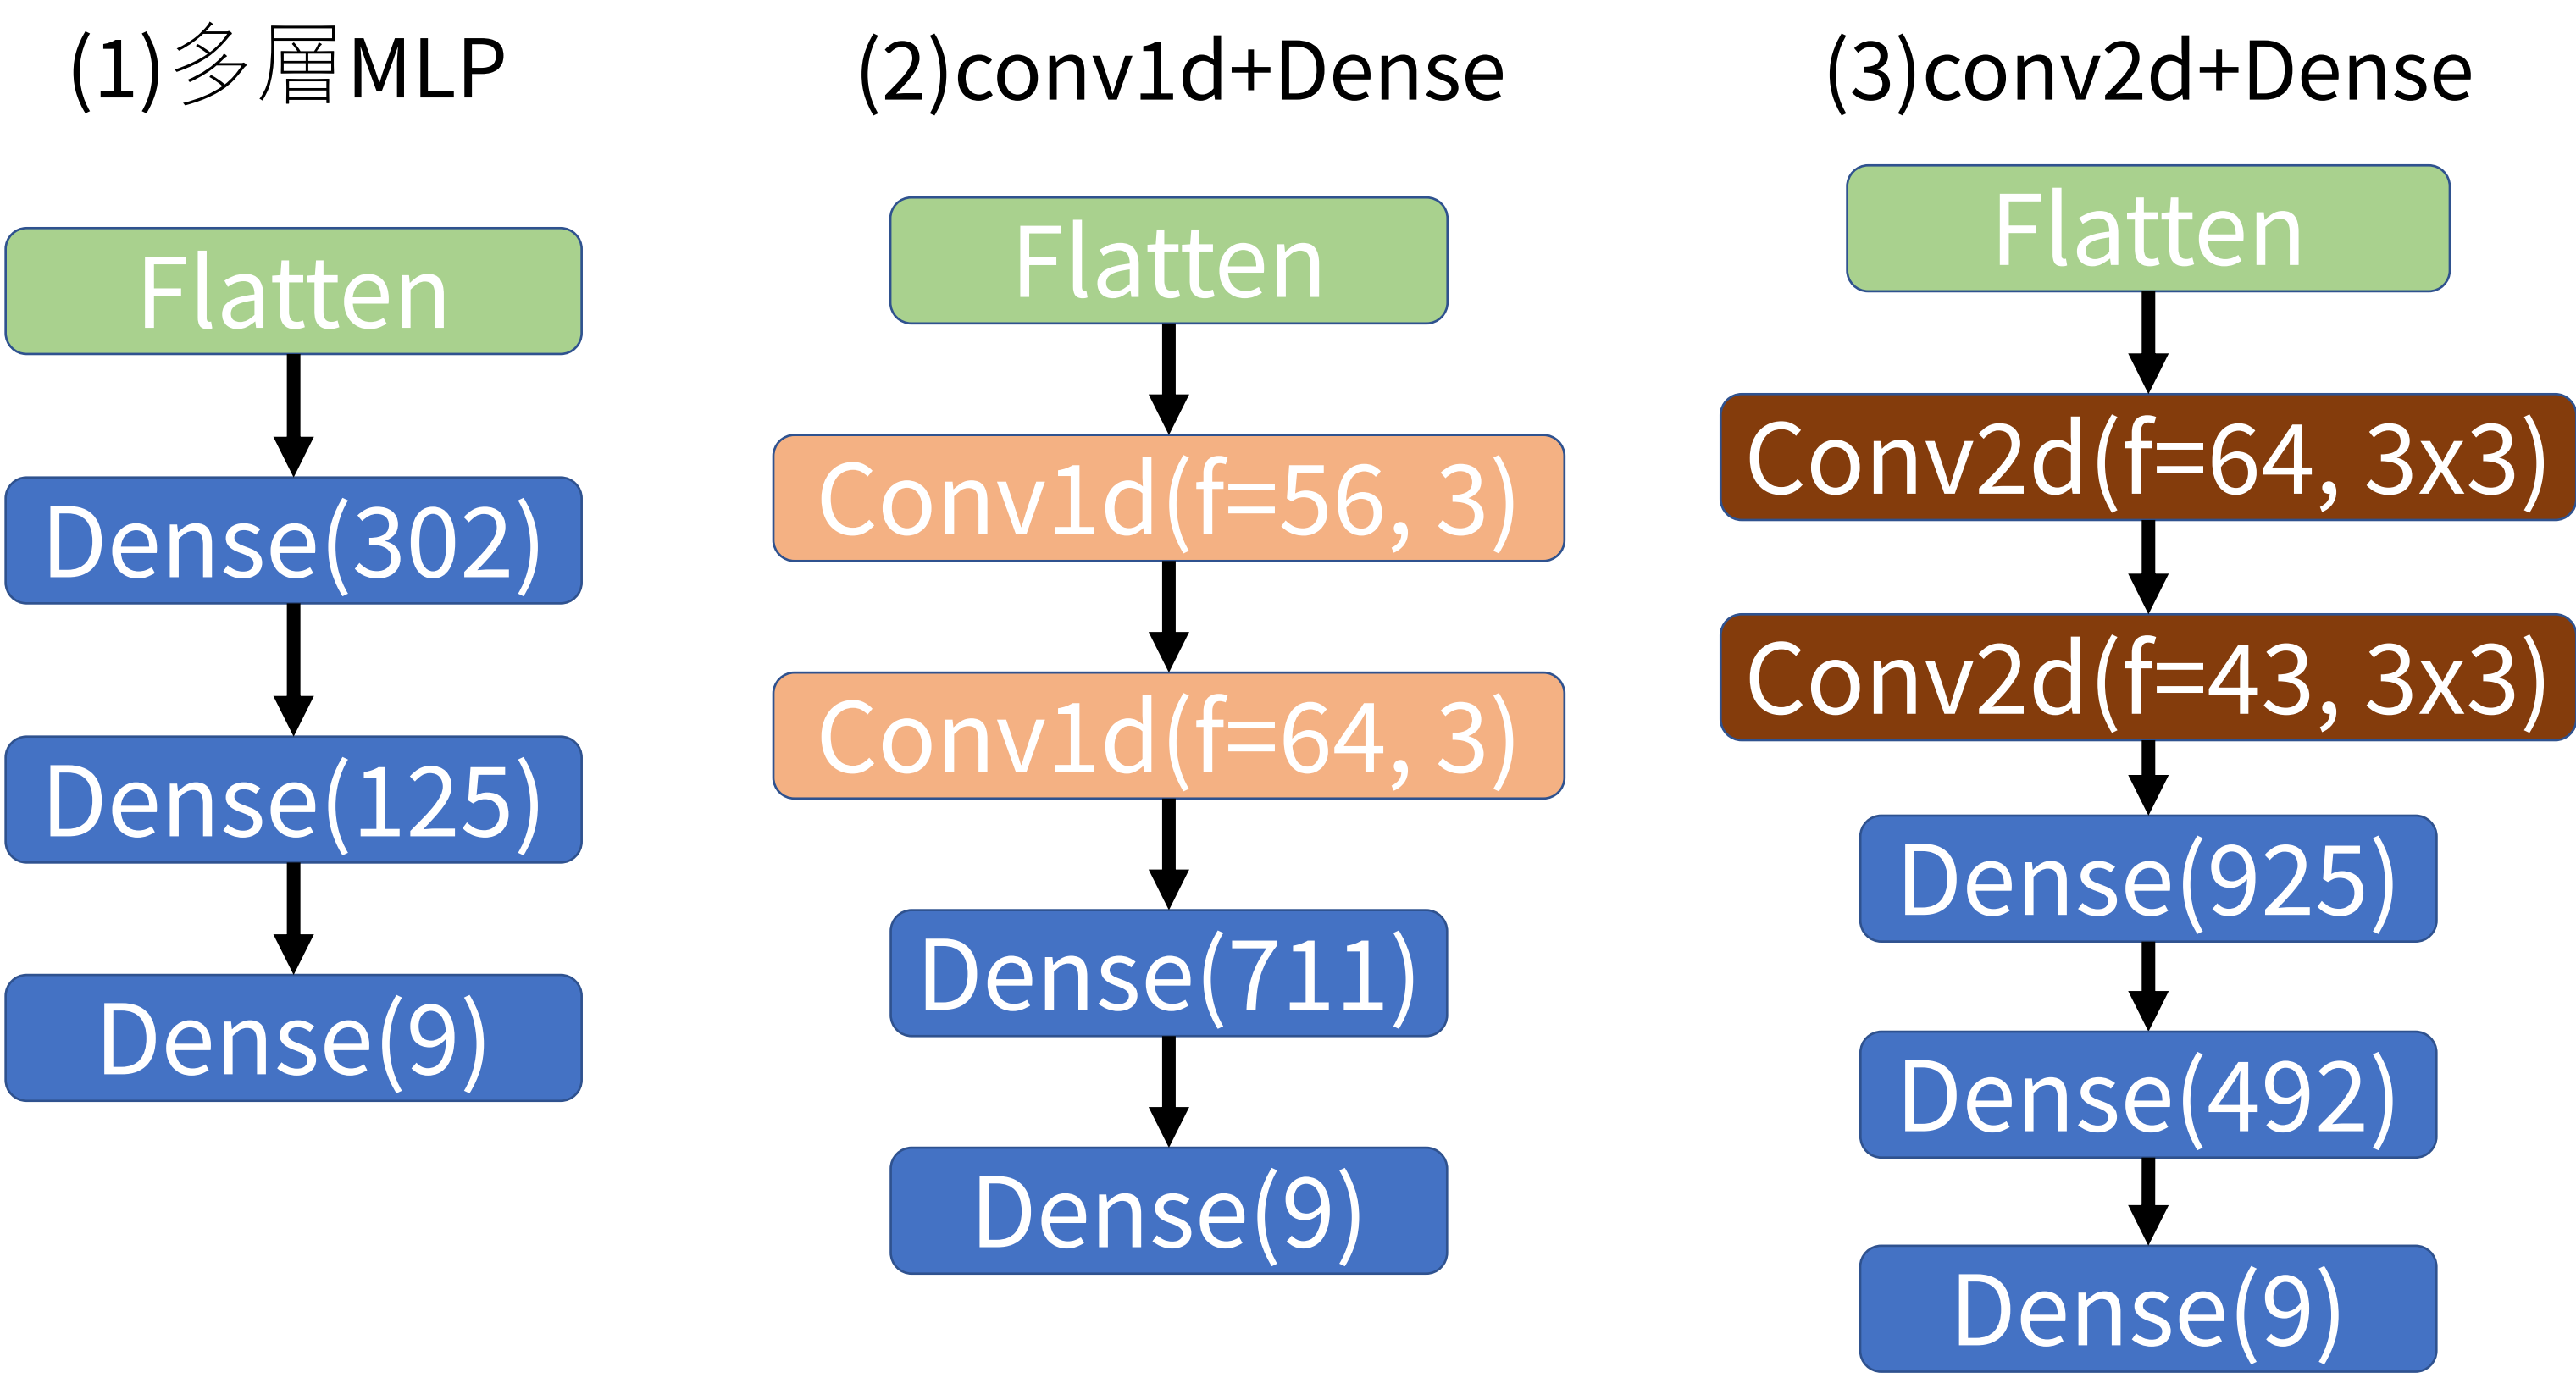 (1)多層MLP
Flatten
Dense(302)
Dense(125)
Dense(9)
(2)conv1d+Dense
Flatten
Conv1d(f=56, 3)
Conv1d(f=64, 3)
Dense(711)
Dense(9)
(3)conv2d+Dense
Flatten
Conv2d(f=64, 3x3)
Conv2d(f=43, 3x3)
Dense(925)
Dense(492)
Dense(9)